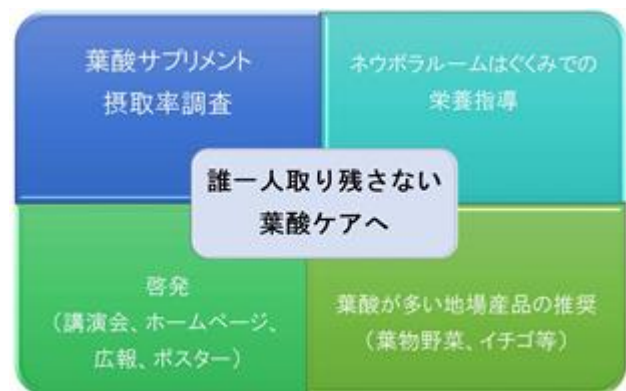 葉酸サプリメント
摂取率調査
ネウボラルームはぐくみでの
栄養指導
誰一人取り残さない
葉酸ケアへ
啓発
（講演会、ホームページ、
広報、ポスター）
葉酸が多い地場産品の推奨
（葉物野菜、イチゴ等）